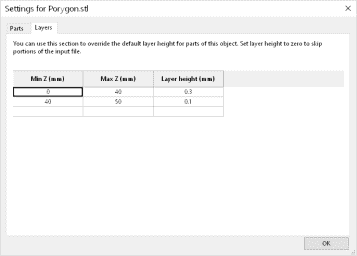 Settings for Porygon.stl
Parts Layers
You can use this section to override the default layer height for parts of this object. Set layer height to zero to skip
portions of the input file.
Min Z (mm) Max Z (mm) Layer height (mm)
0 40 0.3
40 50 0.1
OK